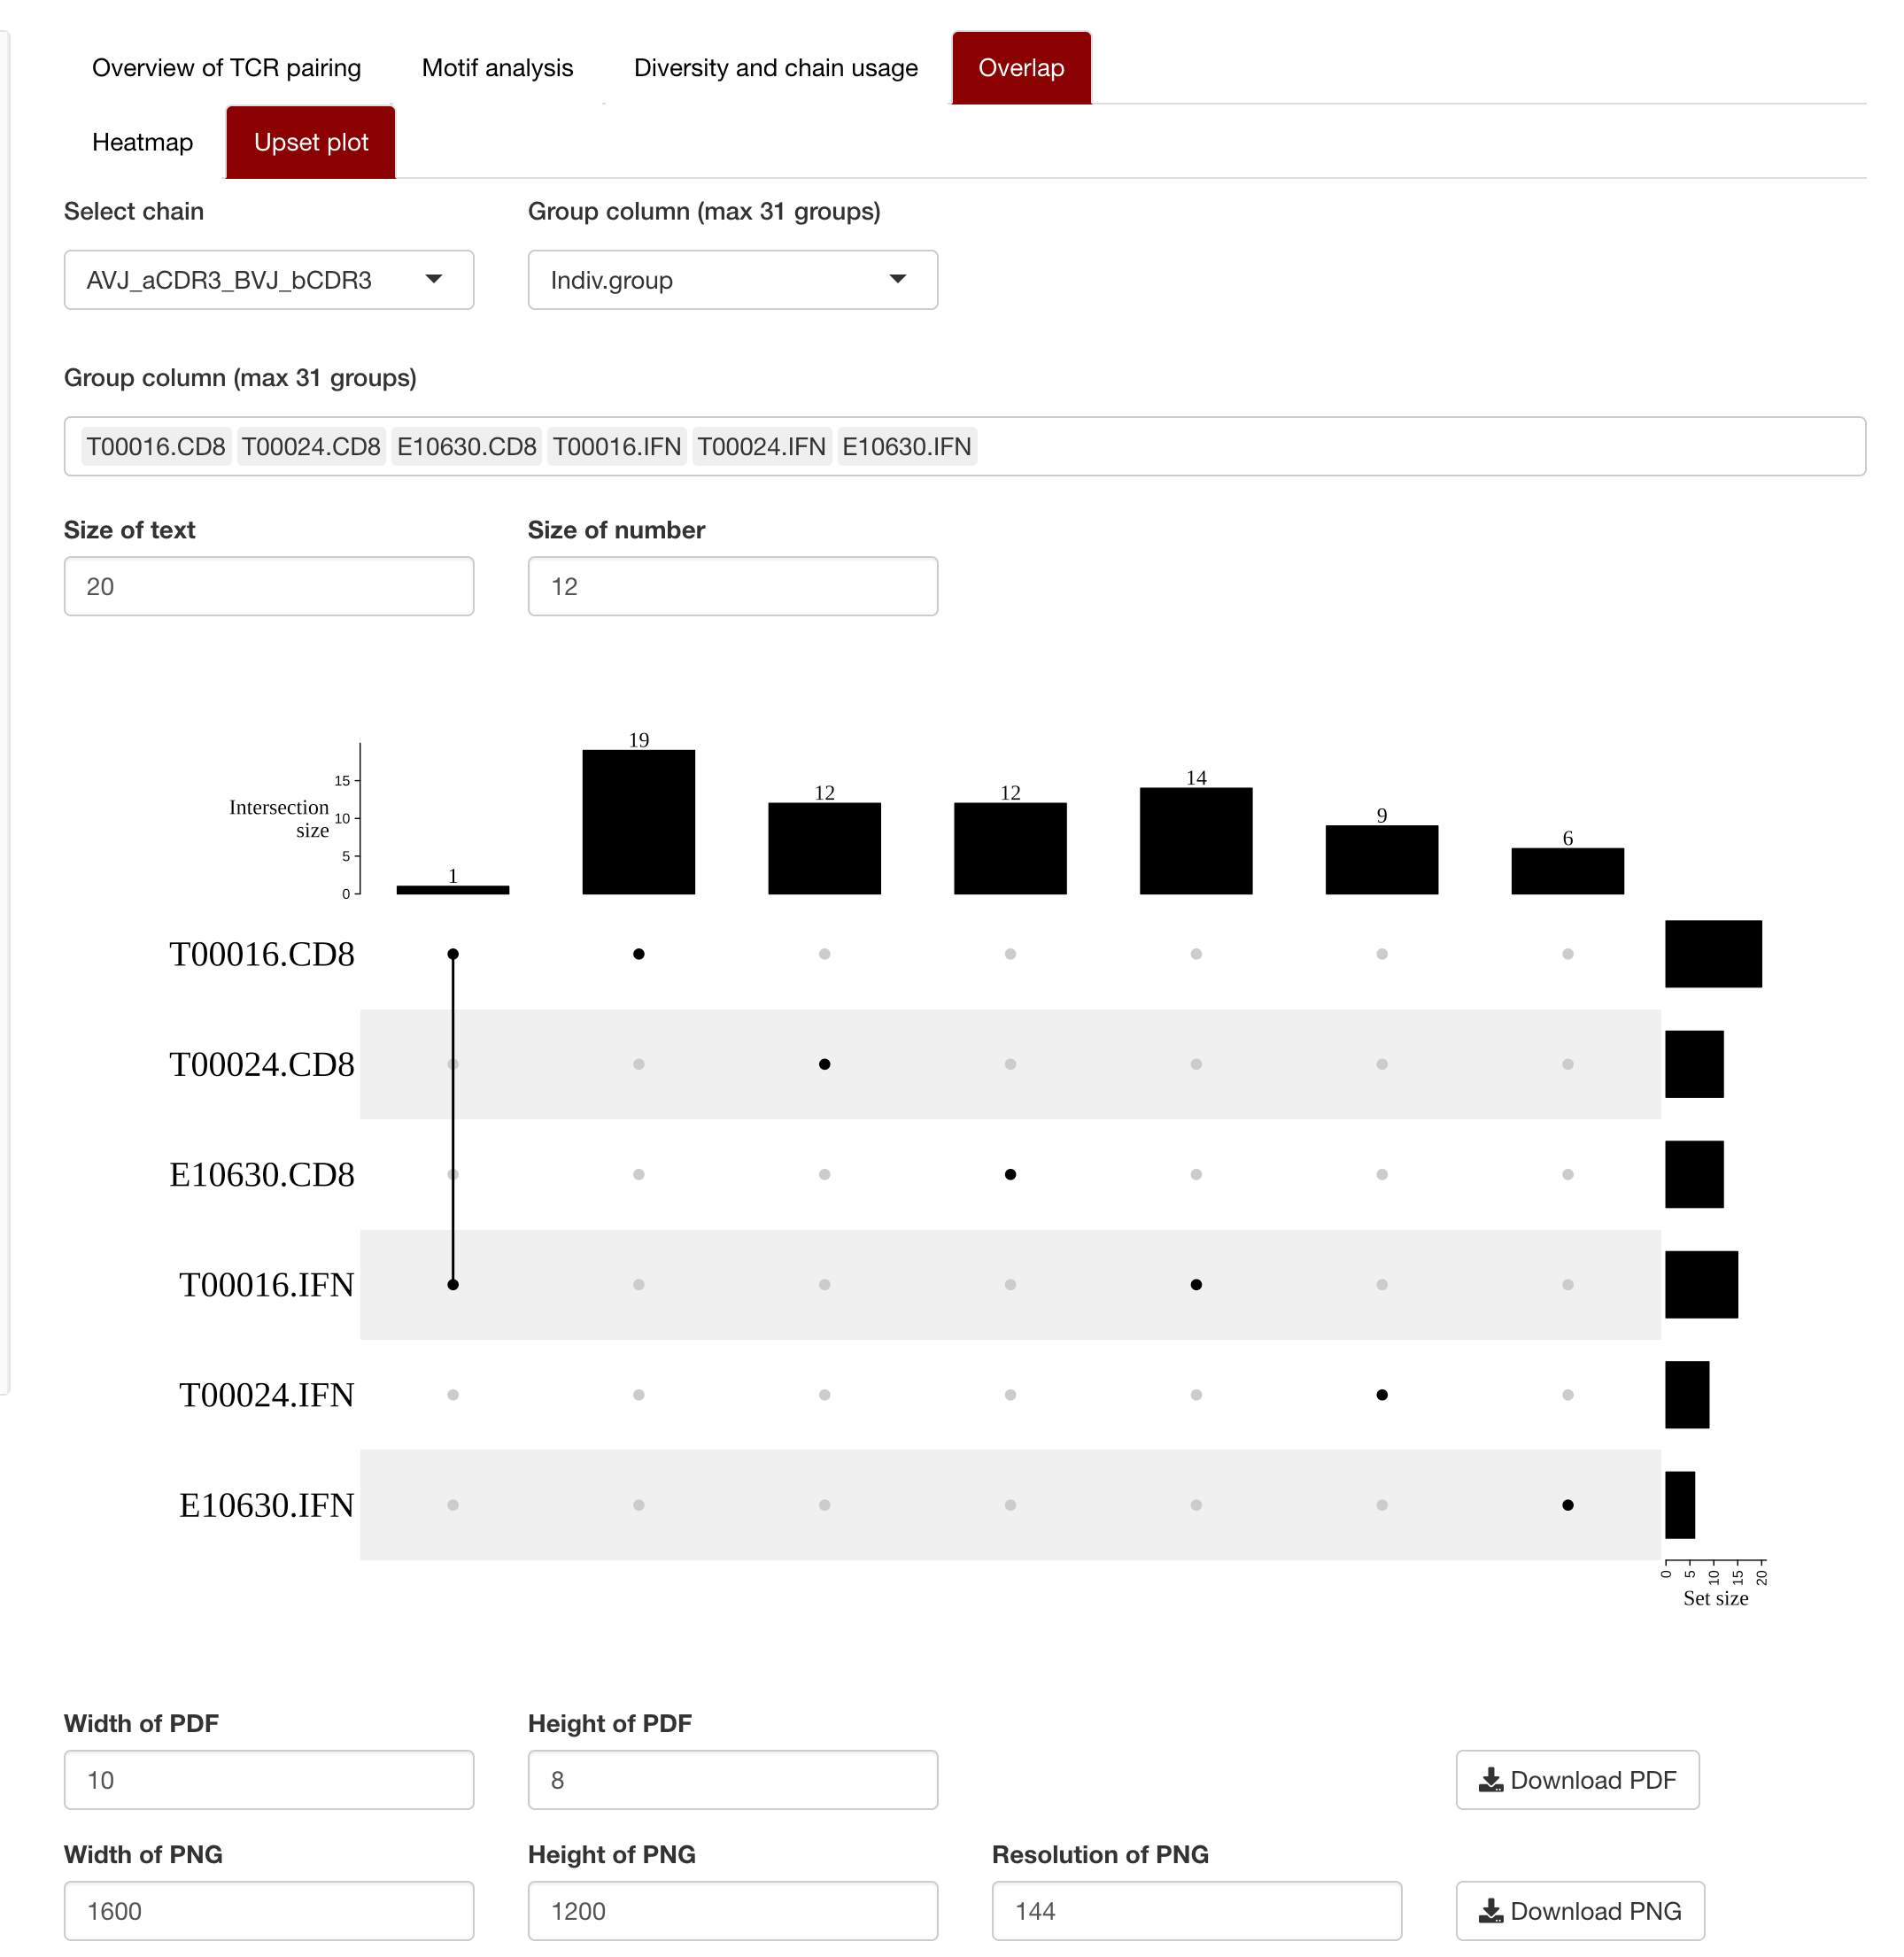 Overview of TCR pairing Motif analysis Diversity and chain usage Overlap
Heatmap Upset plot
Select chain Group column (max 31 groups)
AVJ_aCDR3_BVJ_bCDR3 Indiv.group
Group column (max 31 groups)
T00016.CD8 T00024.CD8 E10630.CD8 T00016.IFN T00024.IFN E10630.IFN
Size of text Size of number
20 12
Intersection
size
15
10
5
0
1 19 12 12 14 9 6
T00016.CD8
T00024.CD8
E10630.CD8
T00016.IFN
T00024.IFN
E10630.IFN
0 5 10 15 20
Set size
Width of PDF Height of PDF
10 8 Download PDF
Width of PNG Height of PNG Resolution of PNG
1600 1200 144 Download PNG